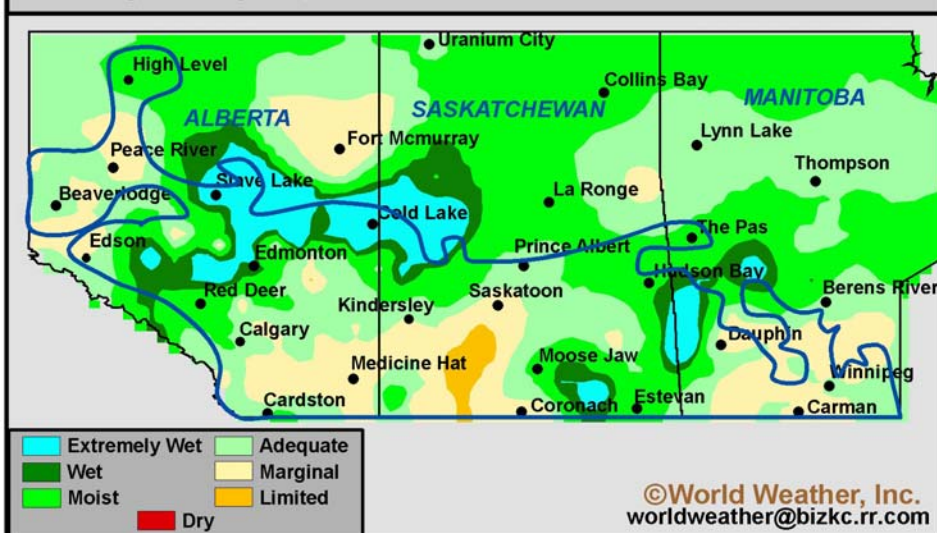 Uranium City
High Level
Collins Bay
ALBERTA
SASKATCHEWAN
MANITOBA
Fort Mcmurray
Lynn Lake
Peace River
Thompson
Slave Lake
La Ronge
Beaverlodge
Cold Lake
The Pas
Edson
Edmonton
Prince Albert
Hudson Bay
Red Deer
Kindersley
Saskatoon
Berens River
Calgary
Dauphin
Medicine Hat
Moose Jaw
Winnipeg
Cardston
Coronach
Estevan
Carman
Extremely Wet
Adequate
Wet
Marginal
Moist
Limited
Dry
©World Weather, Inc.
worldweather@bizkc.rr.com